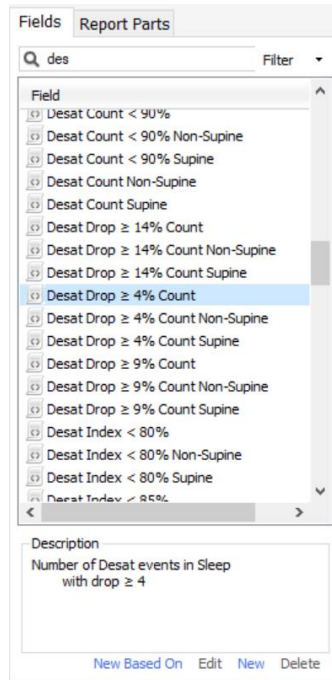 Fields Report Parts
des Filter
Field
Desat Count < 90%
Desat Count < 90% Non-Supine
Desat Count < 90% Supine
Desat Count Non-Supine
Desat Count Supine
Desat Drop ≥ 14% Count
Desat Drop ≥ 14% Count Non-Supine
Desat Drop ≥ 14% Count Supine
Desat Drop ≥ 4% Count
Desat Drop ≥ 4% Count Non-Supine
Desat Drop ≥ 4% Count Supine
Desat Drop ≥ 9% Count
Desat Drop ≥ 9% Count Non-Supine
Desat Drop ≥ 9% Count Supine
Desat Index < 80%
Desat Index < 80% Non-Supine
Desat Index < 80% Supine
Desat Index < 85%
Description
Number of Desat events in Sleep
with drop ≥ 4
New Based On Edit New Delete